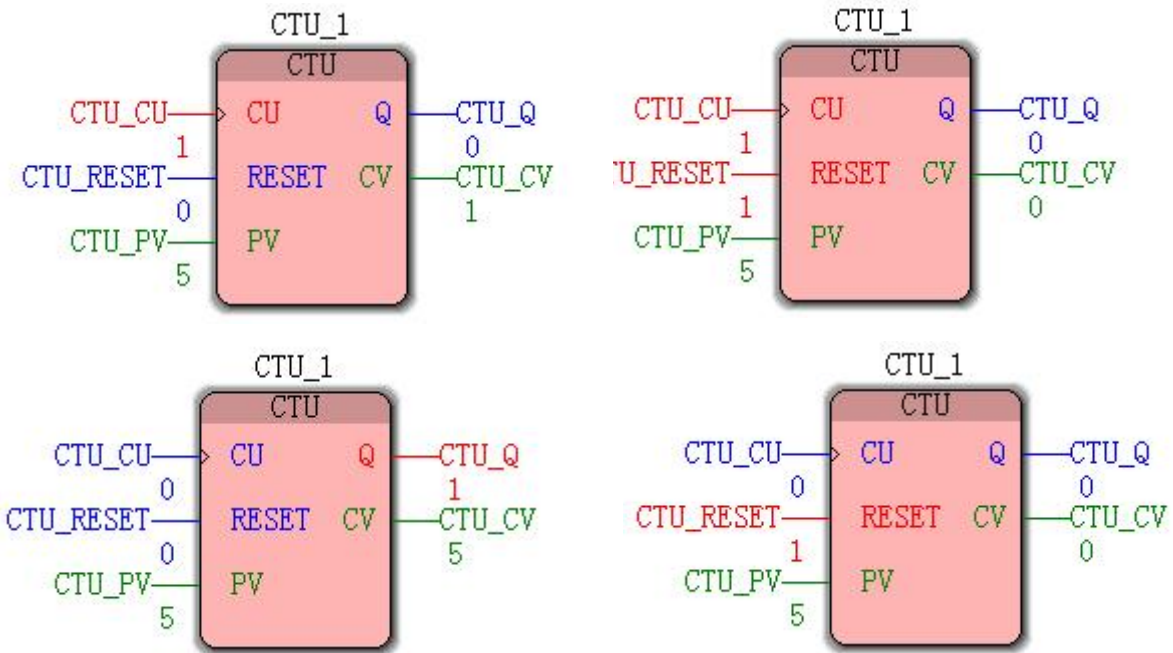 CTU_1
CTU
CTU_CU CU Q CTU_Q
1 0
CTU_RESET RESET CV CTU_CV
0 1
CTU_PV PV
5
CTU_1
CTU
CTU_CU CU Q CTU_Q
1 0
U_RESET RESET CV CTU_CV
1 0
CTU_PV PV
5
CTU_1
CTU
CTU_CU CU Q CTU_Q
0 1
CTU_RESET RESET CV CTU_CV
0 5
CTU_PV PV
5
CTU_1
CTU
CTU_CU CU Q CTU_Q
0 0
CTU_RESET RESET CV CTU_CV
1 0
CTU_PV PV
5